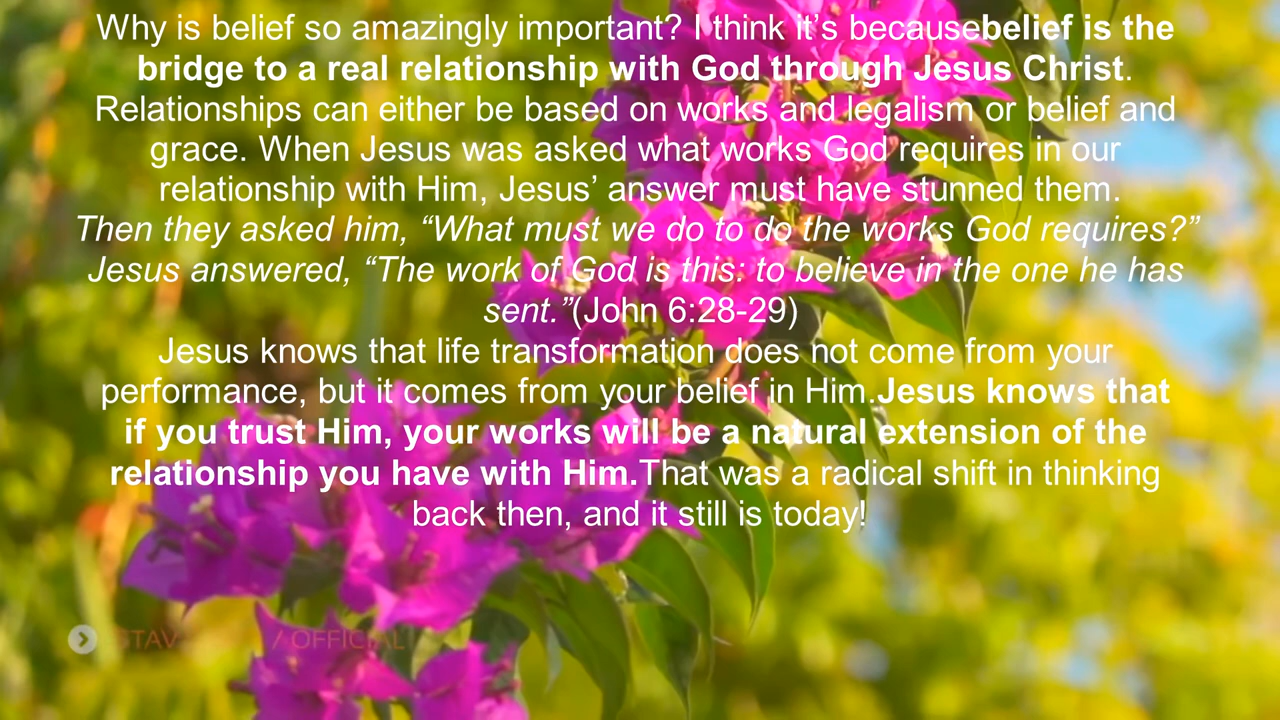 Why is belief so amazingly important? I think it’s becausebelief is the
bridge to a real relationship with God through Jesus Christ.
Relationships can either be based on works and legalism or belief and
grace. When Jesus was asked what works God requires in our
relationship with Him, Jesus’ answer must have stunned them.
Then they asked him, “What must we do to do the works God requires?”
Jesus answered, “The work of God is this: to believe in the one he has
sent.”(John 6:28-29)
Jesus knows that life transformation does not come from your
performance, but it comes from your belief in Him.Jesus knows that
if you trust Him, your works will be a natural extension of the
relationship you have with Him.That was a radical shift in thinking
back then, and it still is today!
/ OFFICIAL